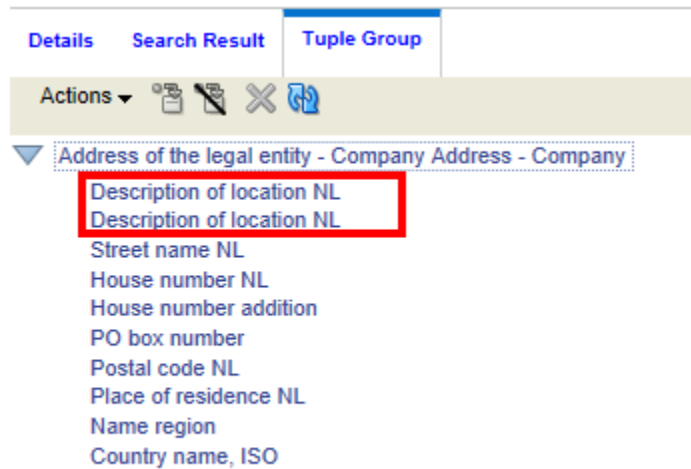 Details Search Result Tuple Group
Actions
Address of the legal entity - Company Address - Company
Description of location NL
Description of location NL
Street name NL
House number NL
House number addition
PO box number
Postal code NL
Place of residence NL
Name region
Country name, ISO